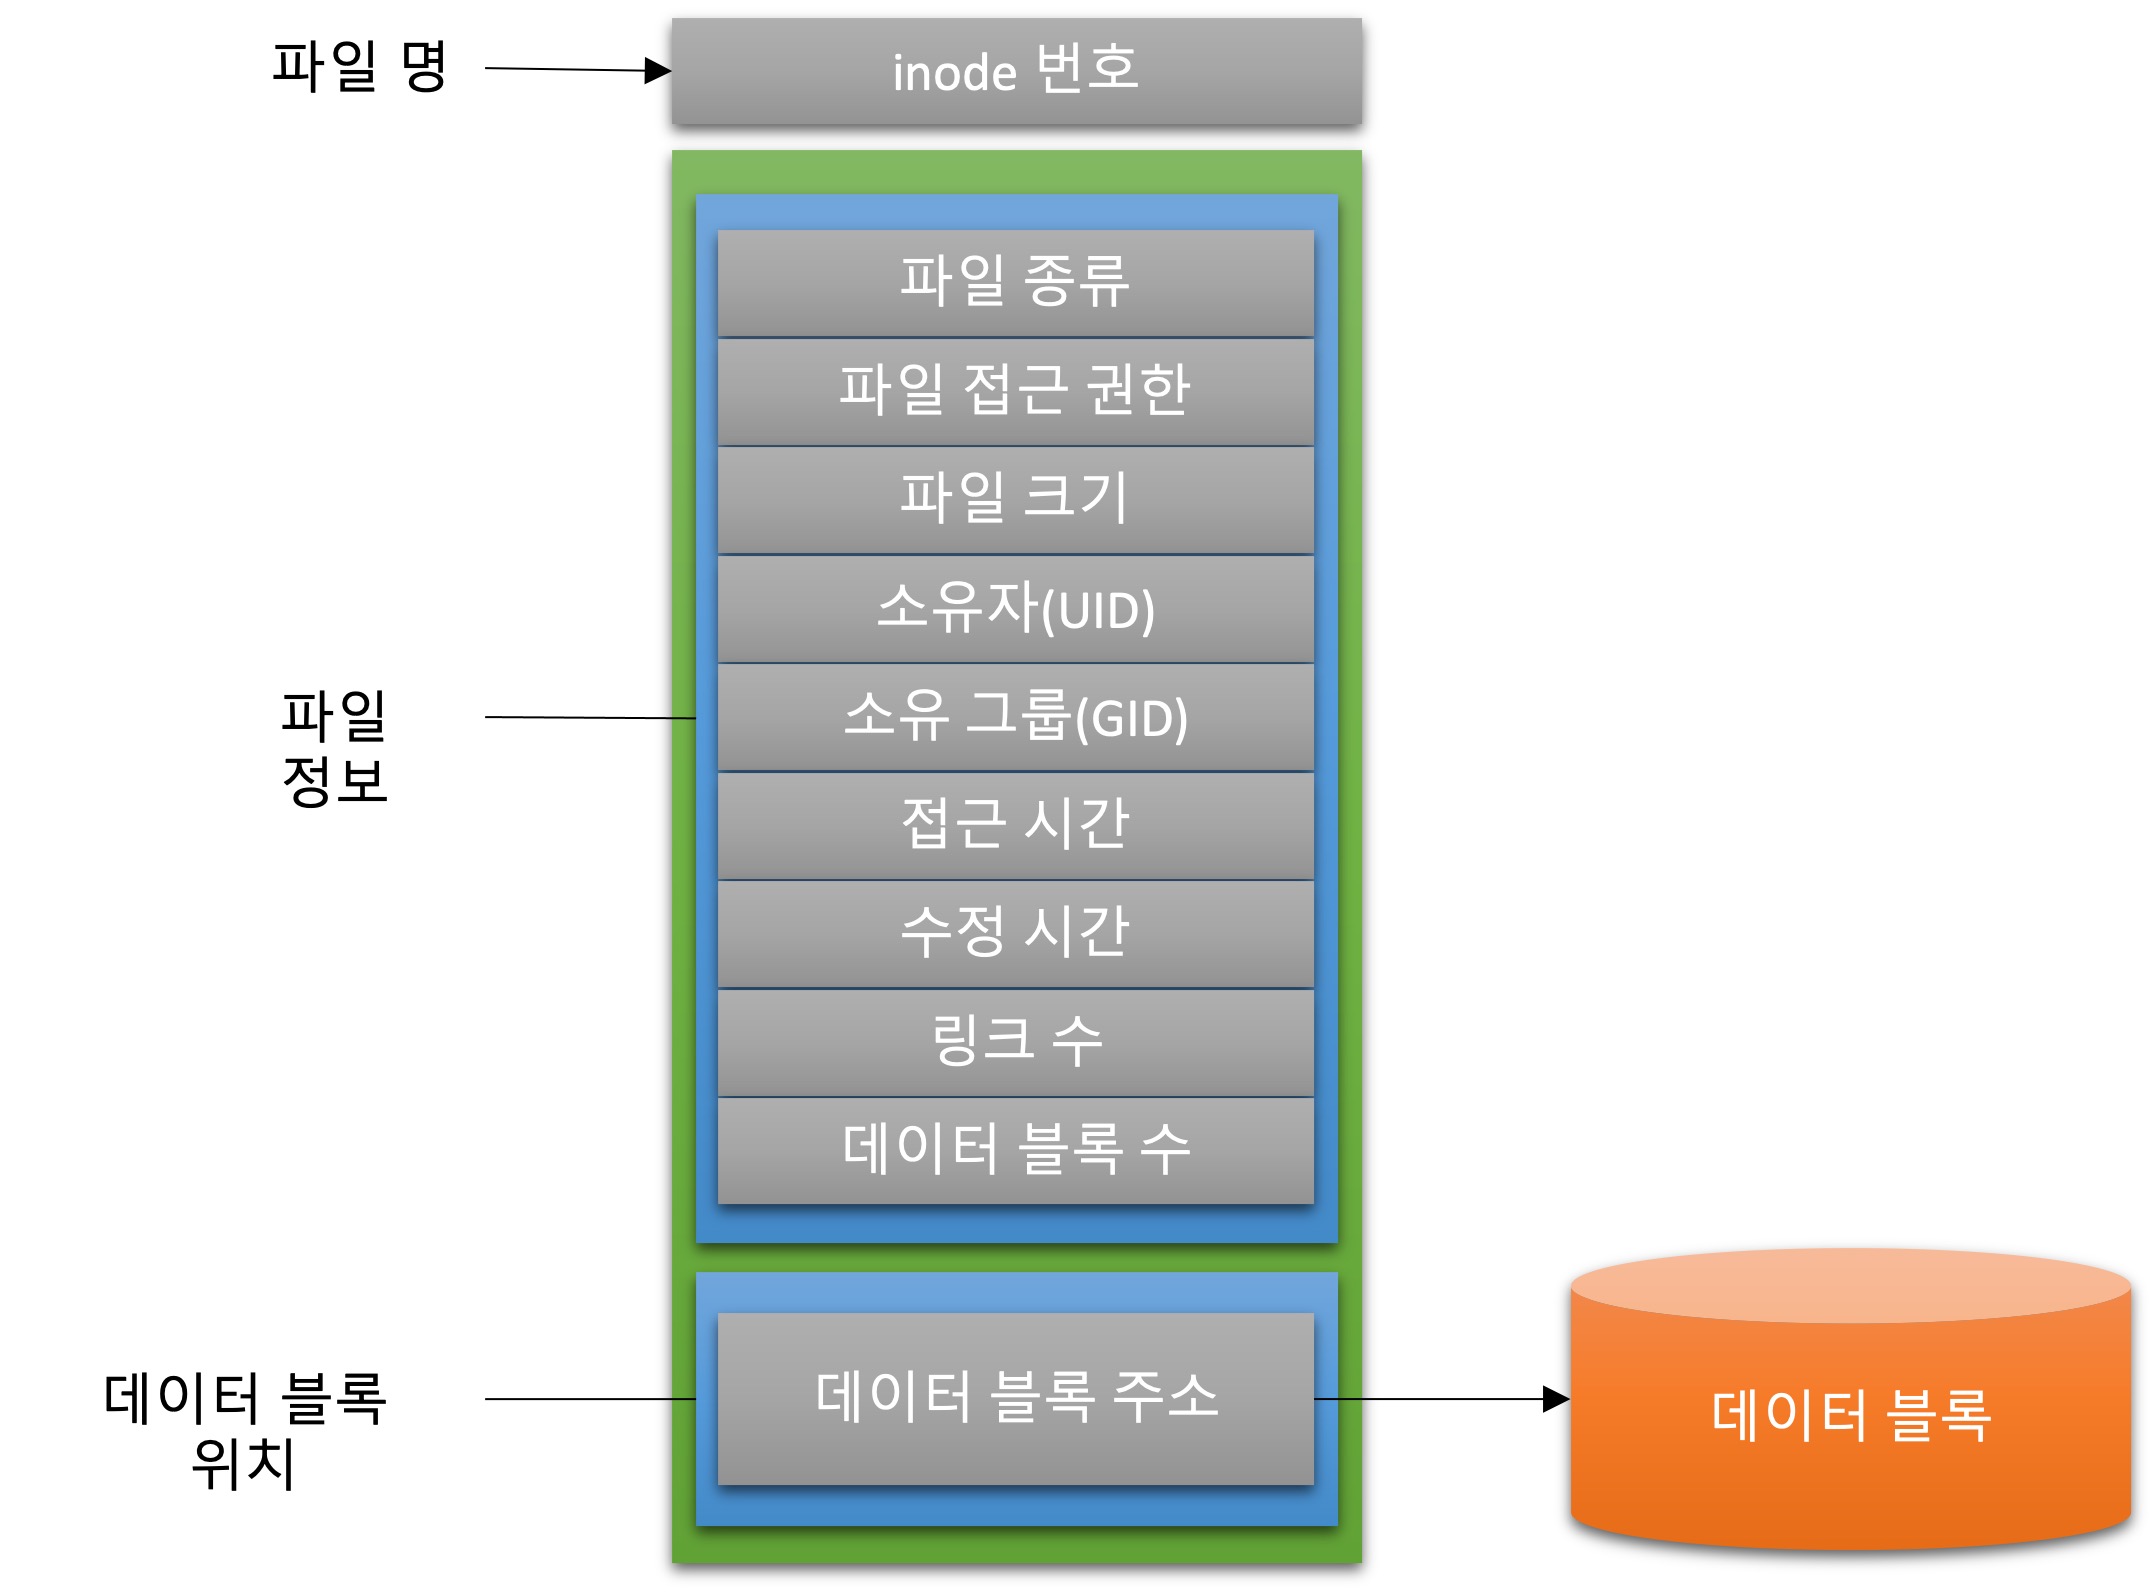 파일 명
inode 번호
파일 종류
파일 접근 권한
파일 크기
소유자(UID)
파일
정보
소유 그룹(GID)
접근 시간
수정 시간
링크 수
데이터 블록 수
데이터 블록
위치
데이터 블록 주소
데이터 블록